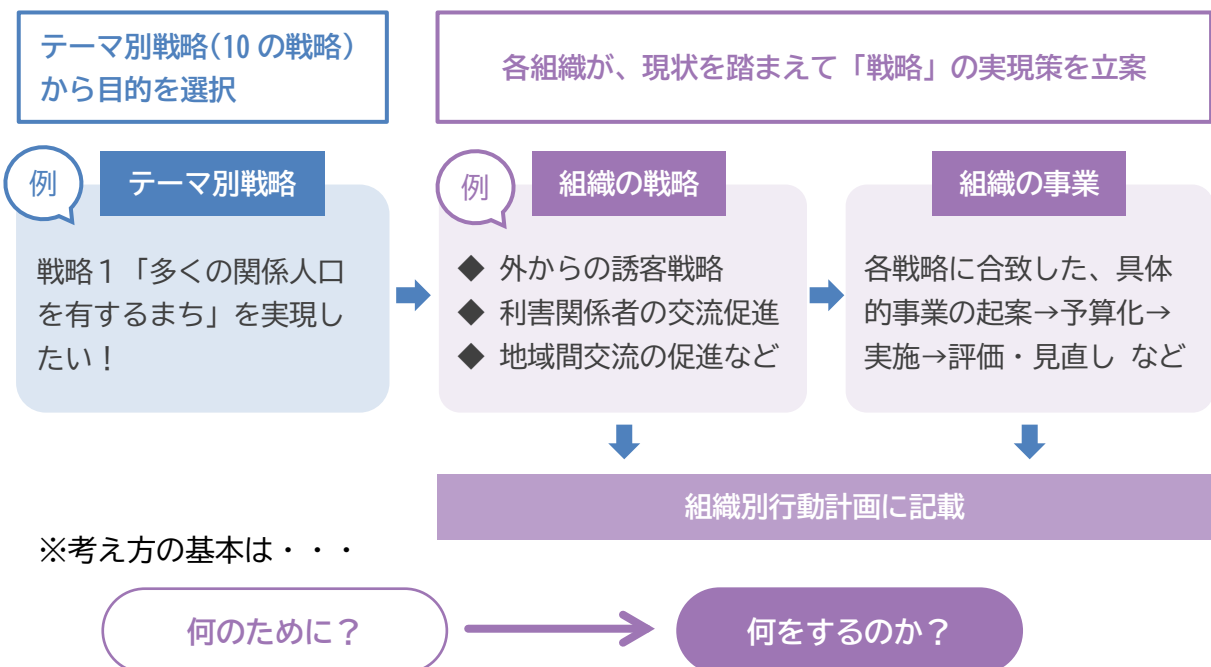 テーマ別戦略(10 の戦略)
から目的を選択
各組織が、現状を踏まえて「戦略」の実現策を立案
例
テーマ別戦略
戦略1「多くの関係人口
を有するまち」を実現し
たい！
例
組織の戦略
◆ 外からの誘客戦略
◆ 利害関係者の交流促進
◆ 地域間交流の促進など
組織の事業
各戦略に合致した、具体
的事業の起案→予算化→
実施→評価・見直し など
組織別行動計画に記載
※考え方の基本は・・・
何のために？
何をするのか？